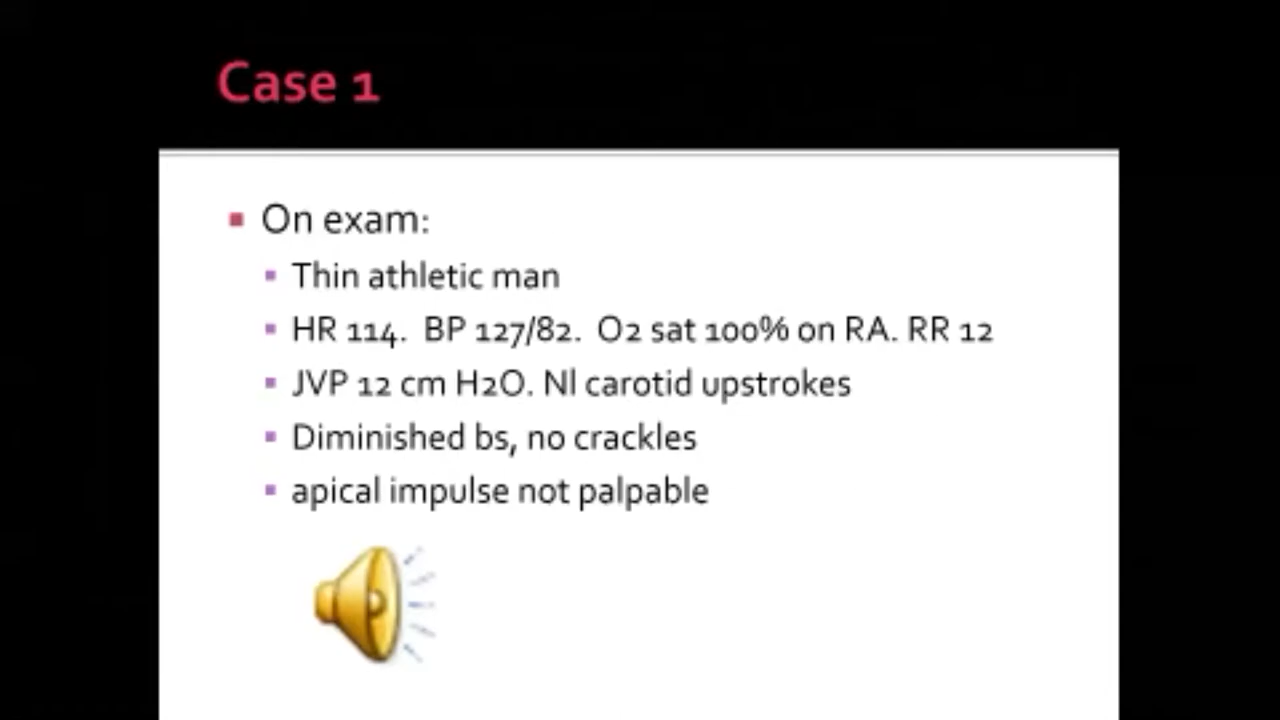 Case 1
On exam:
Thin athletic man
HR 114. BP 127/82. O2 sat 100% on RA. RR 12
JVP 12 cm H2O. Nl carotid upstrokes
Diminished bs, no crackles
apical impulse not palpable